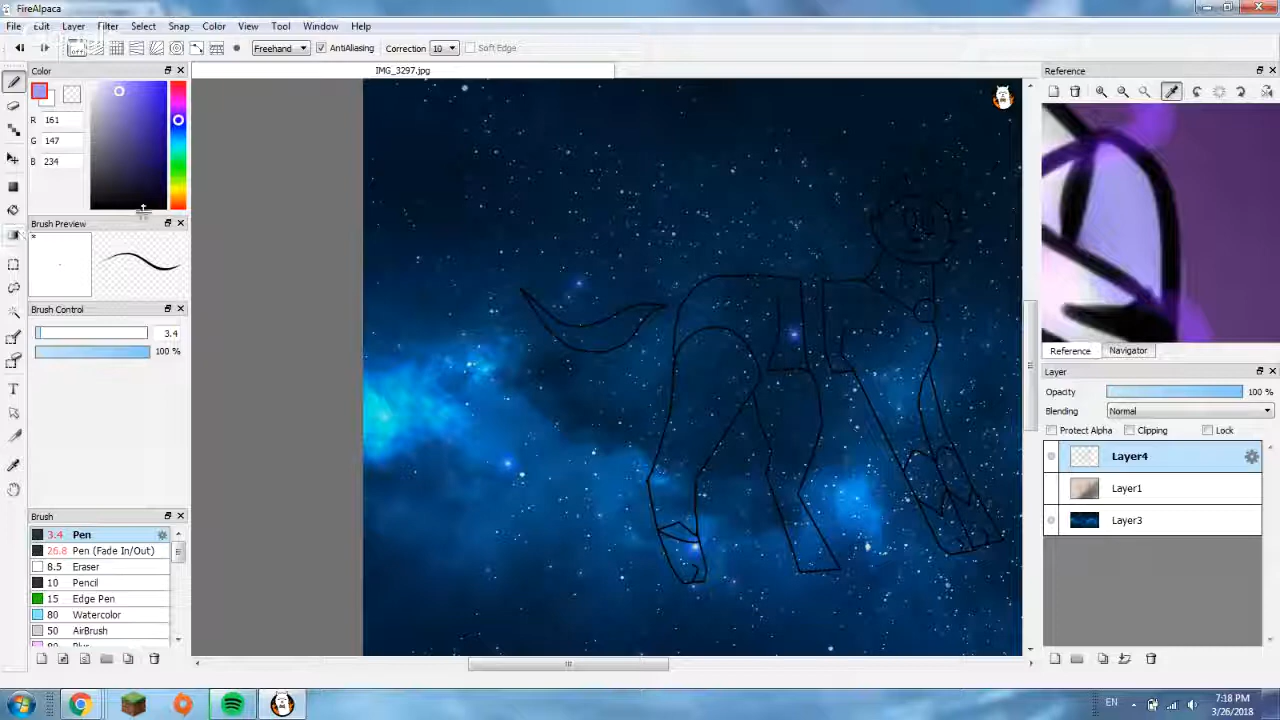 FireAlpaca
File Edit Layer Filter Select Snap Color View Tool Window Help
OFF Freehand AntiAliasing Correction 10 Soft Edge
Color
IMG_3297.jpg
Reference
R 161
G 147
B 234
Brush Preview
*
Brush Control
3.4
100 %
Reference Navigator
Layer
Opacity 100 %
Blending Normal
Protect Alpha Clipping Lock
Layer4
Layer1
Layer3
Brush
3.4 Pen
26.8 Pen (Fade In/Out)
8.5 Eraser
10 Pencil
15 Edge Pen
80 Watercolor
50 AirBrush
EN
7:18 PM
3/26/2018